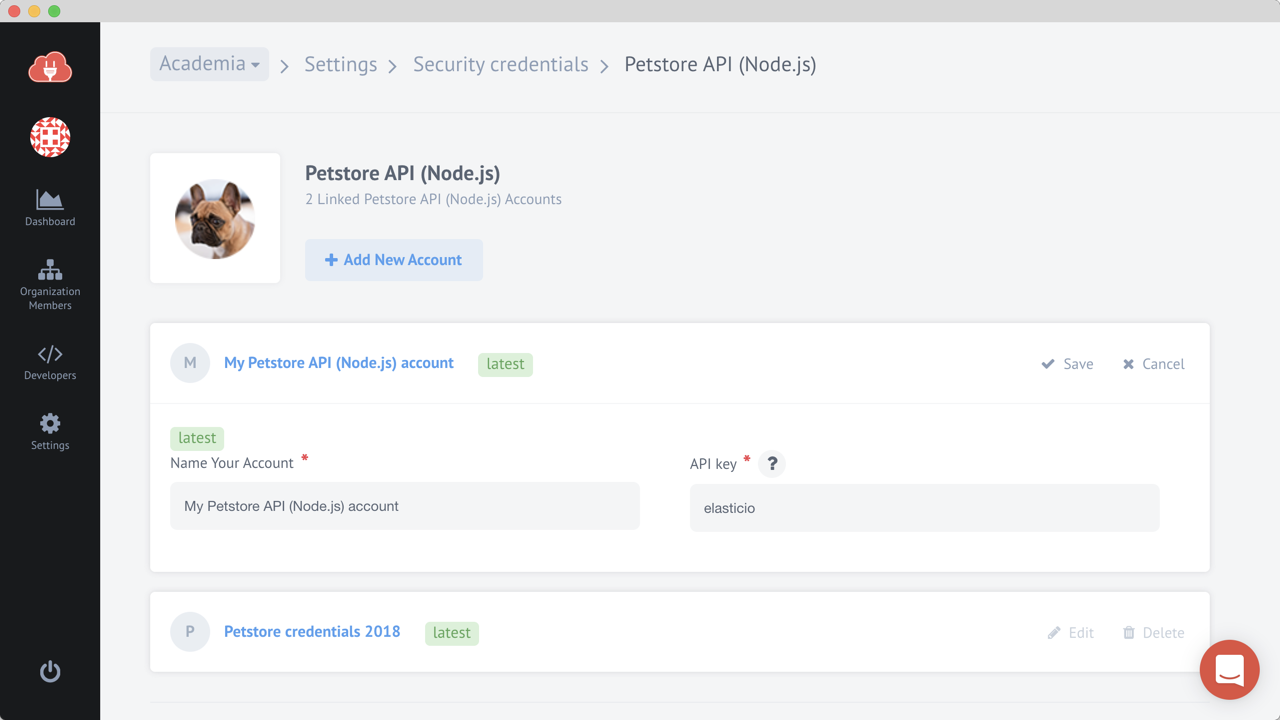 Academia
Settings
Security credentials
Petstore API (Node.js)
Dashboard
Organization
Members
Developers
Settings
Petstore API (Node.js)
2 Linked Petstore API (Node.js) Accounts
Add New Account
M
My Petstore API (Node.js) account
latest
Save
Cancel
latest
Name Your Account *
My Petstore API (Node.js) account
API key * ?
elasticio
P
Petstore credentials 2018
latest
Edit
Delete